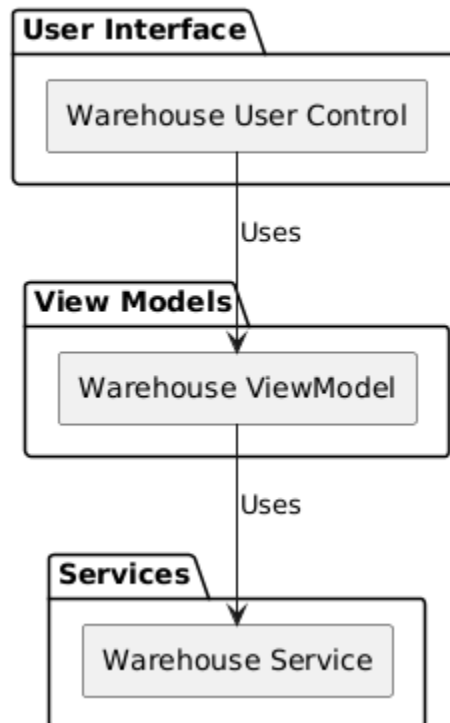 User Interface
Warehouse User Control
Uses
View Models
Warehouse ViewModel
Uses
Services
Warehouse Service